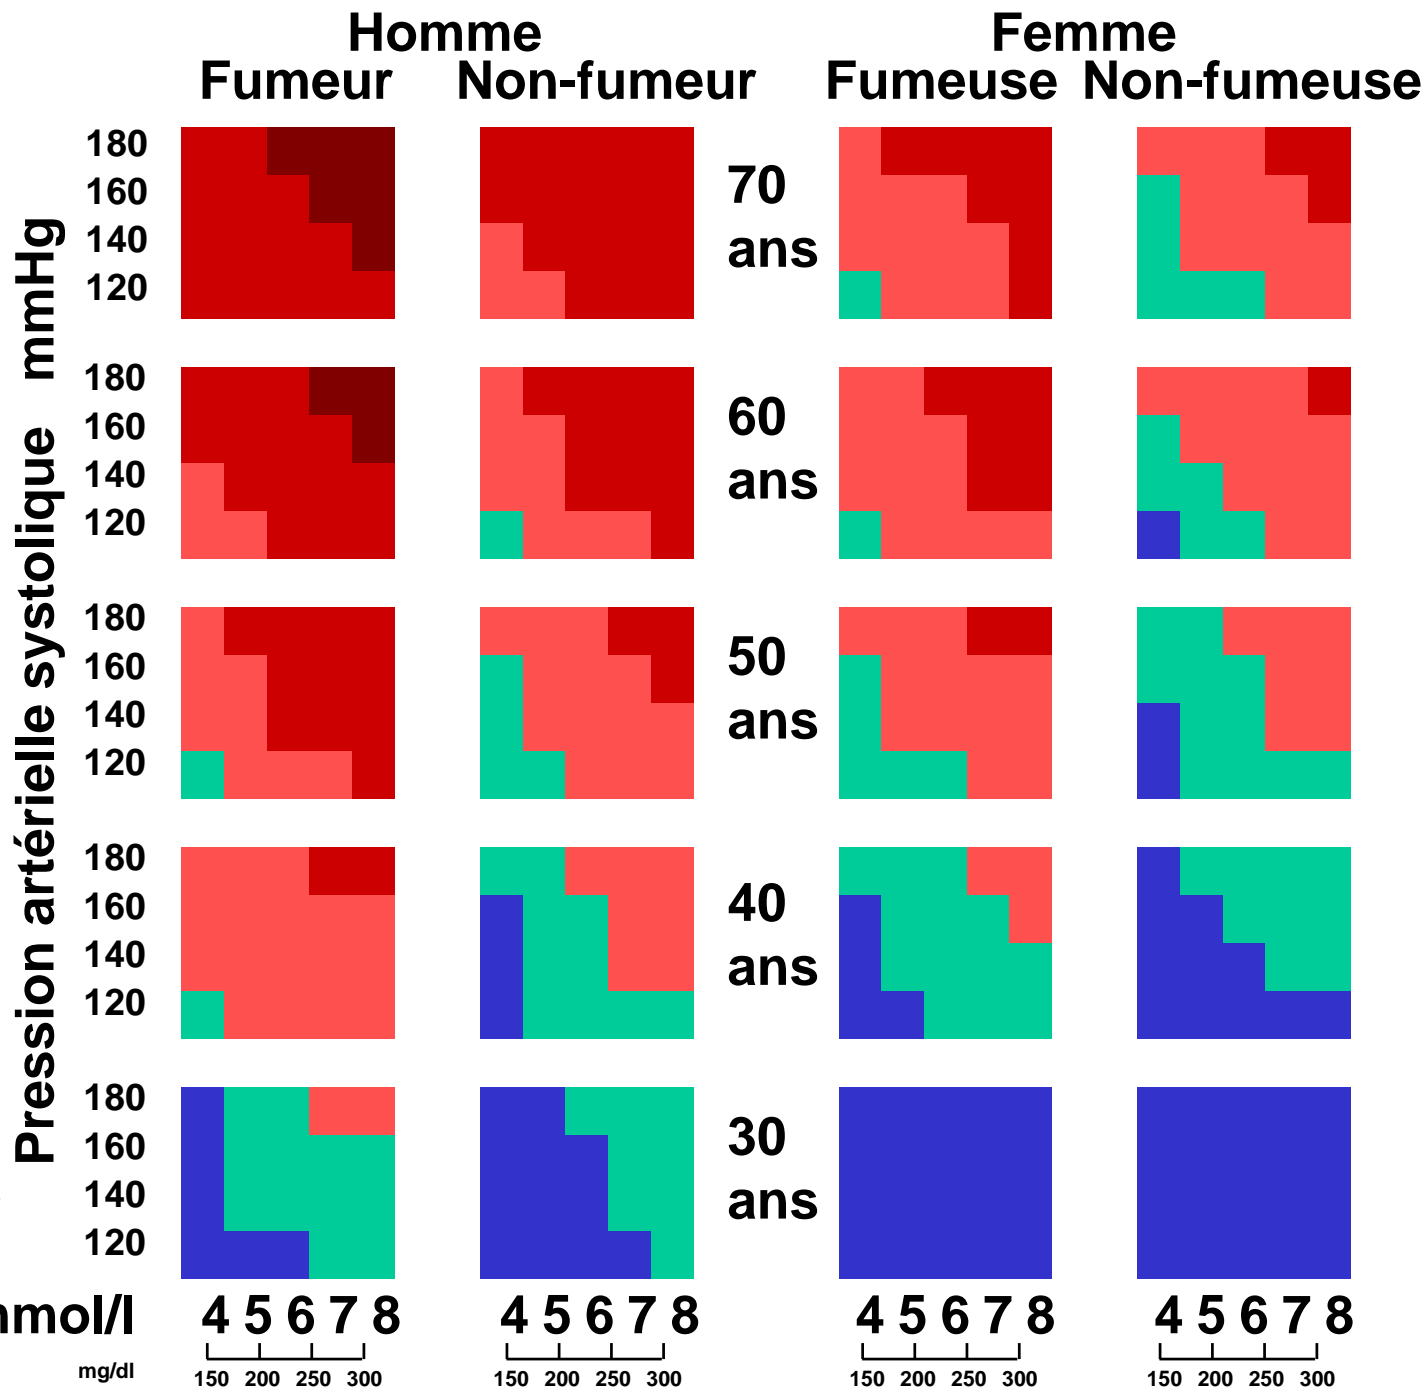 Homme Femme
Fumeur Non-fumeur Fumeuse Non-fumeuse
Pression artérielle systolique mmHg
180
160
140
120
70
ans
180
160
140
120
60
ans
180
160
140
120
50
ans
180
160
140
120
40
ans
180
160
140
120
30
ans
mmol/l 4 5 6 7 8 4 5 6 7 8 4 5 6 7 8 4 5 6 7 8
mg/dl 150 200 250 300 150 200 250 300 150 200 250 300 150 200 250 300